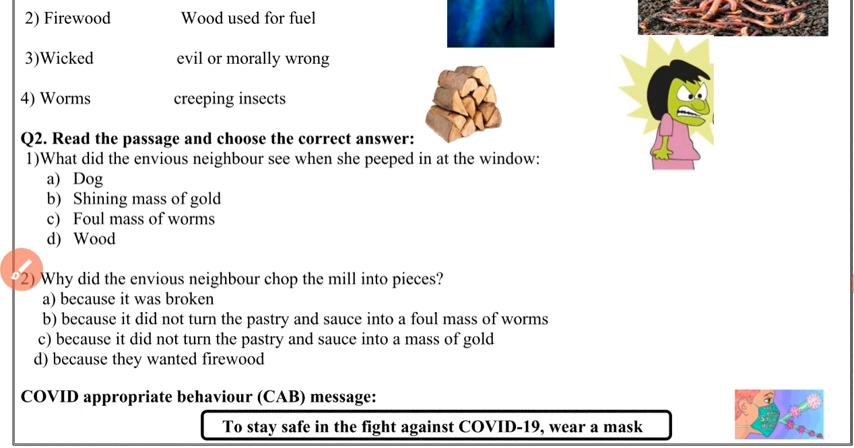 2) Firewood Wood used for fuel
3)Wicked evil or morally wrong
4) Worms creeping insects
Q2. Read the passage and choose the correct answer:
1)What did the envious neighbour see when she peeped in at the window:
a) Dog
b) Shining mass of gold
c) Foul mass of worms
d) Wood
2) Why did the envious neighbour chop the mill into pieces?
a) because it was broken
b) because it did not turn the pastry and sauce into a foul mass of worms
c) because it did not turn the pastry and sauce into a mass of gold
d) because they wanted firewood
COVID appropriate behaviour (CAB) message:
To stay safe in the fight against COVID-19, wear a mask